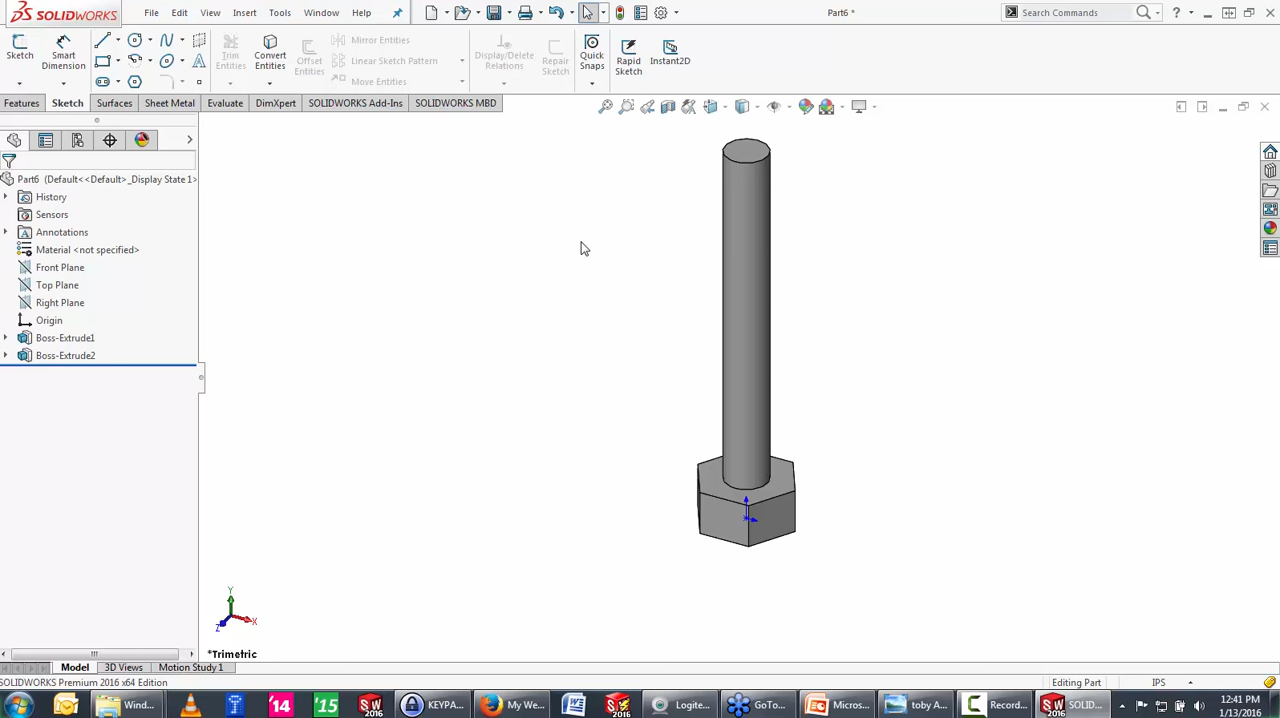 SOLIDWORKS File Edit View Insert Tools Window Help Part6 * Search Commands ?
Sketch Smart Dimension Trim Entities Convert Entities Offset Entities Mirror Entities Linear Sketch Pattern Move Entities Display/Delete Relations Repair Sketch Quick Snaps Rapid Sketch Instant2D
Features Sketch Surfaces Sheet Metal Evaluate DimXpert SOLIDWORKS Add-Ins SOLIDWORKS MBD
Part6 (Default<<Default>_Display State 1>
History
Sensors
Annotations
Material <not specified>
Front Plane
Top Plane
Right Plane
Origin
Boss-Extrude1
Boss-Extrude2
Y
X
Z
*Trimetric
Model 3D Views Motion Study 1
SOLIDWORKS Premium 2016 x64 Edition Editing Part IPS
Wind... 14 '15 SW 2016 KEYPA... My We... Logite... GoTo... Micros... toby A... Record... SOLID... 12:41 PM
1/13/2016